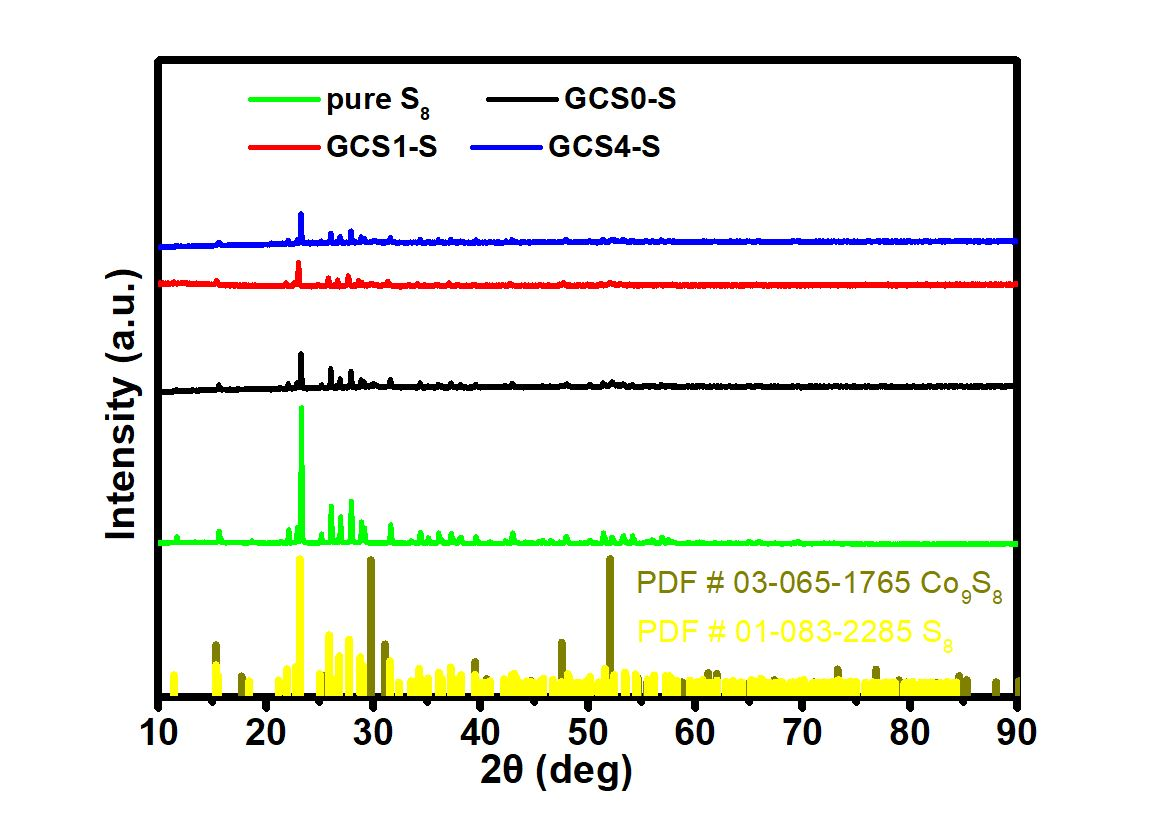 pure S₈ GCS0-S
GCS1-S GCS4-S
Intensity (a.u.)
PDF # 03-065-1765 Co₉S₈
PDF # 01-083-2285 S₈
10 20 30 40 50 60 70 80 90
2θ (deg)